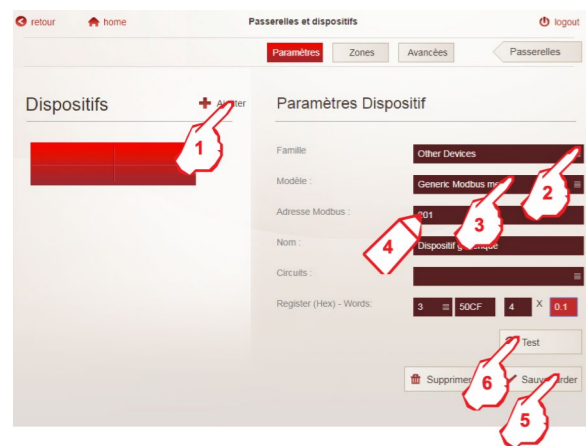 retour
home
Passerelles et dispositifs
logout
Paramètres
Zones
Avancées
Passerelles
Dispositifs
Paramètres Dispositif
1
Famille
Other Devices
2
Modèle :
Generic Modbus
3
Adresse Modbus :
201
4
Nom :
Dispositif
Circuits :
Register (Hex) - Words:
3
50CF
4
X
0.1
Test
6
Supprimer
5